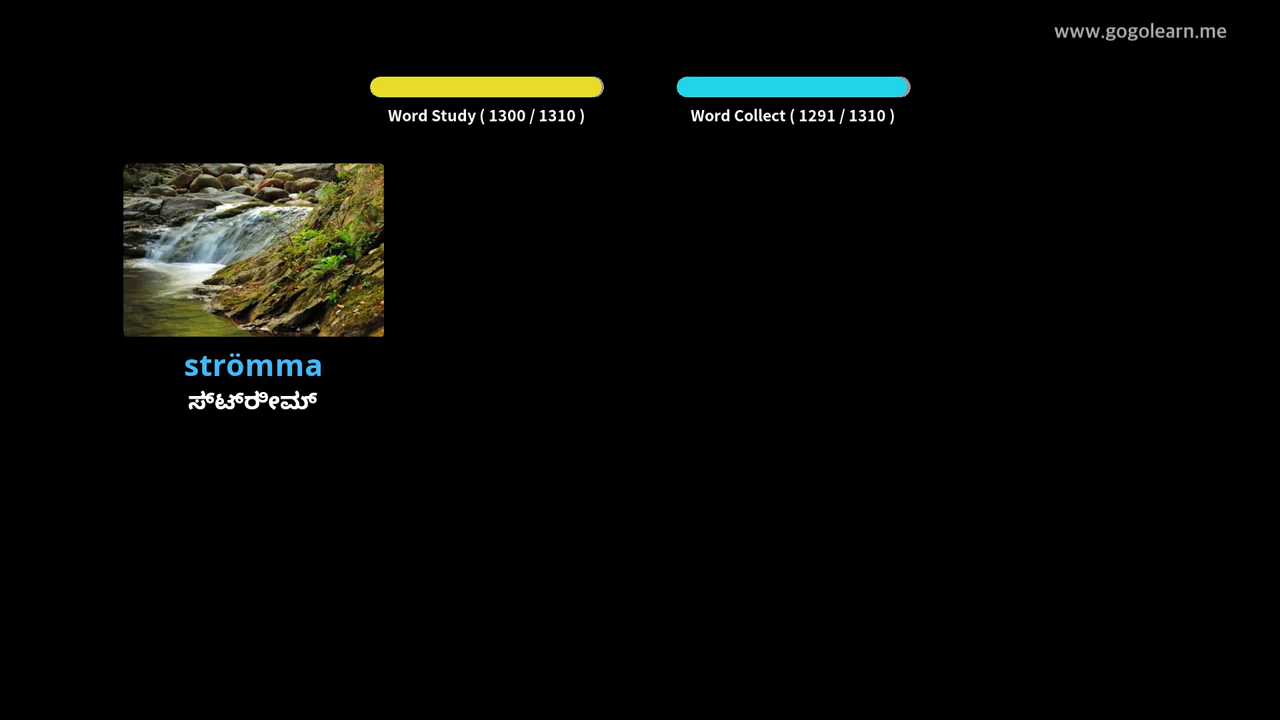 www.gogolearn.me
Word Study ( 1300 / 1310 )
Word Collect ( 1291 / 1310 )
strömma
ಸ್ಟ್ರೀಮ್